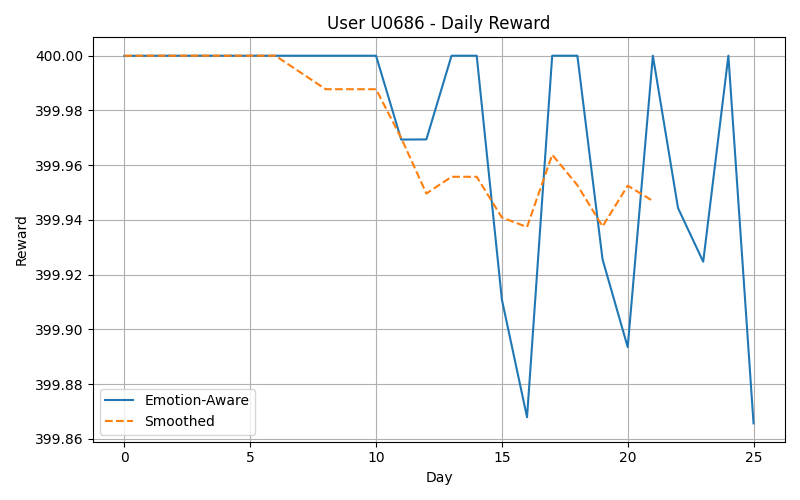 User U0686 - Daily Reward
400.00
399.98
399.96
399.94
399.92
399.90
399.88
399.86
Reward
Emotion-Aware
Smoothed
0 5 10 15 20 25
Day